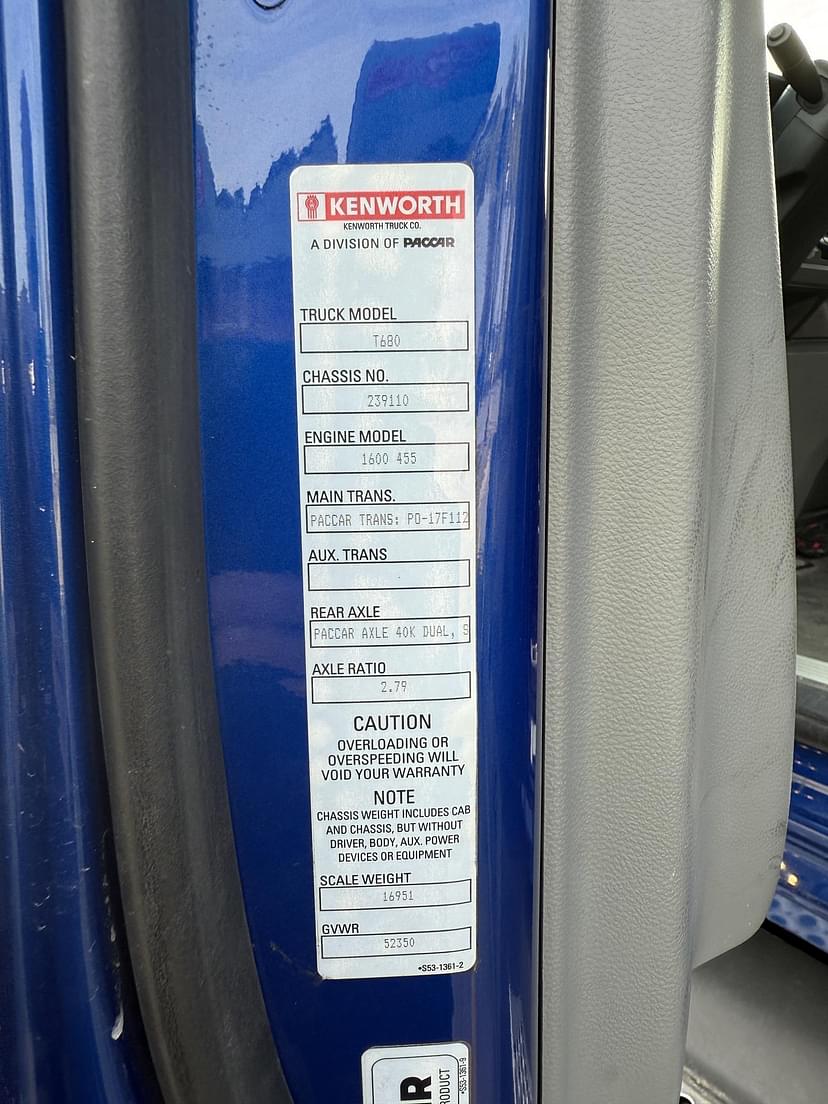 KENWORTH
KENWORTH TRUCK CO.
A DIVISION OF PACCAR
TRUCK MODEL
T680
CHASSIS NO.
239110
ENGINE MODEL
1600 455
MAIN TRANS.
PACCAR TRANS: PO-17F112
AUX. TRANS
REAR AXLE
PACCAR AXLE 40K DUAL, S
AXLE RATIO
2.79
CAUTION
OVERLOADING OR
OVERSPEEDING WILL
VOID YOUR WARRANTY
NOTE
CHASSIS WEIGHT INCLUDES CAB
AND CHASSIS, BUT WITHOUT
DRIVER, BODY, AUX. POWER
DEVICES OR EQUIPMENT
SCALE WEIGHT
16951
GVWR
52350
•S53-1361-2
•S53-1361-9